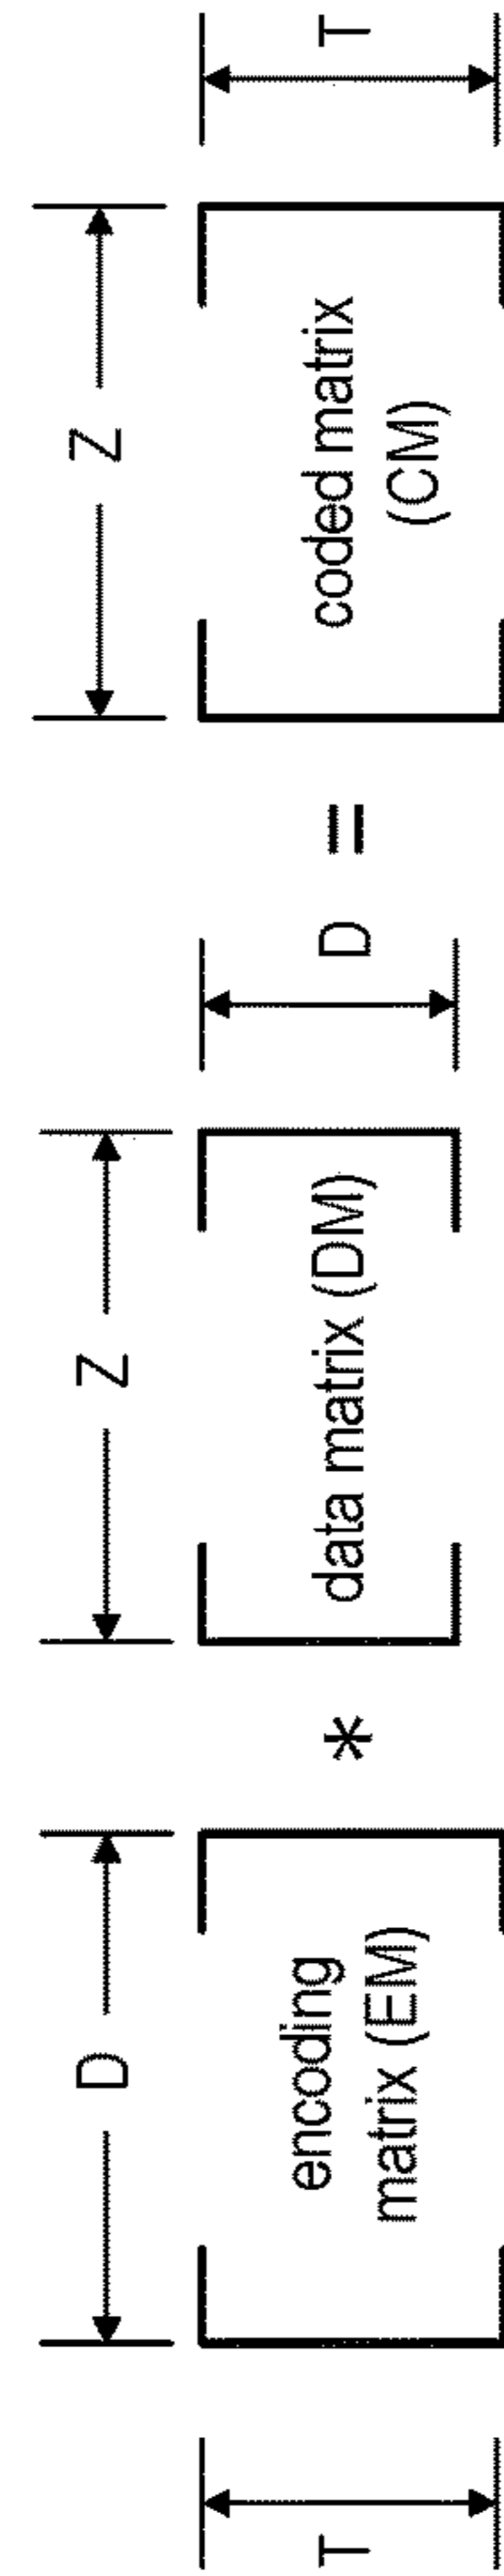 D
Z
Z
T
encoding
matrix (EM)
*
data matrix (DM)
D
=
coded matrix
(CM)
T